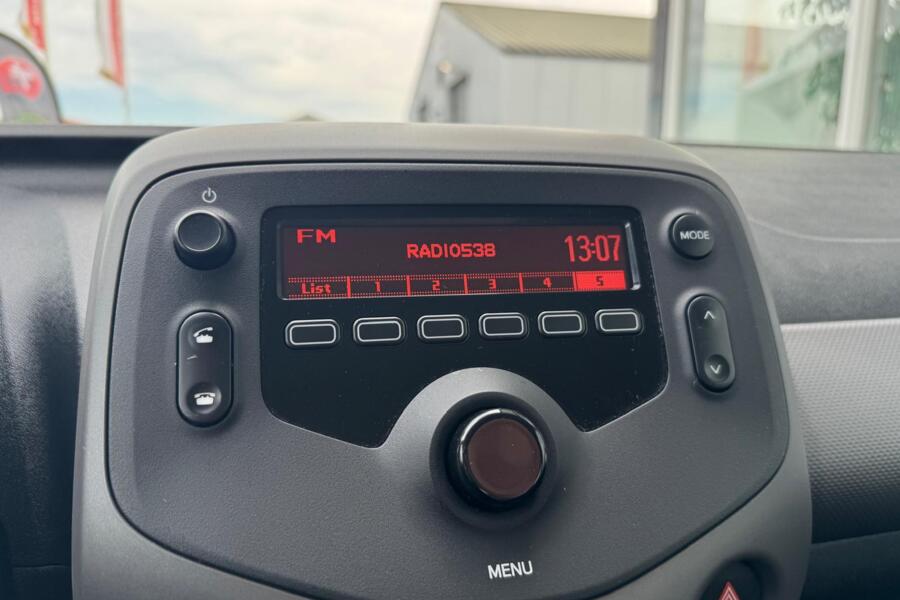 FM
RADIO538
13:07
List 1 2 3 4 5
MODE
MENU